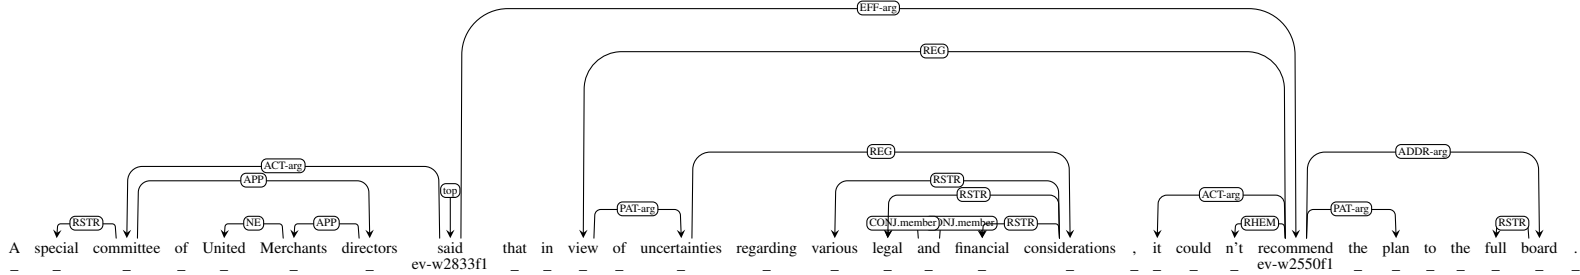 EFF-arg
REG
ACT-arg REG ADDR-arg
APP RSTR
top RSTR ACT-arg
PAT-arg PAT-arg
RSTR NE APP CONJ.member CONJ.member RSTR RHEM RSTR
A special committee of United Merchants directors said that in view of uncertainties regarding various legal and financial considerations , it could n't recommend the plan to the full board .
ev-w2833f1 ev-w2550f1